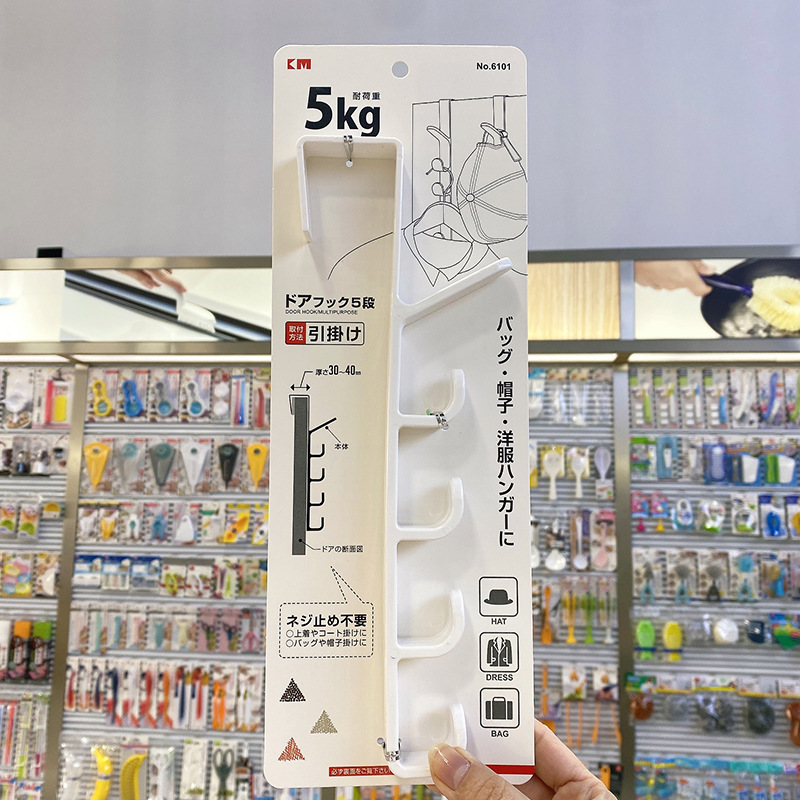 KM
No.6101
耐荷重
5kg
ドアフック5段
DOOR HOOK/MULTIPURPOSE
取付
方法
引掛け
厚さ30~40㎜
本体
ドアの断面図
バッグ・帽子・洋服ハンガーに
ネジ止め不要
○上着やコート掛けに
○バッグや帽子掛けに
HAT
DRESS
BAG
必ず裏面をご覧下さい